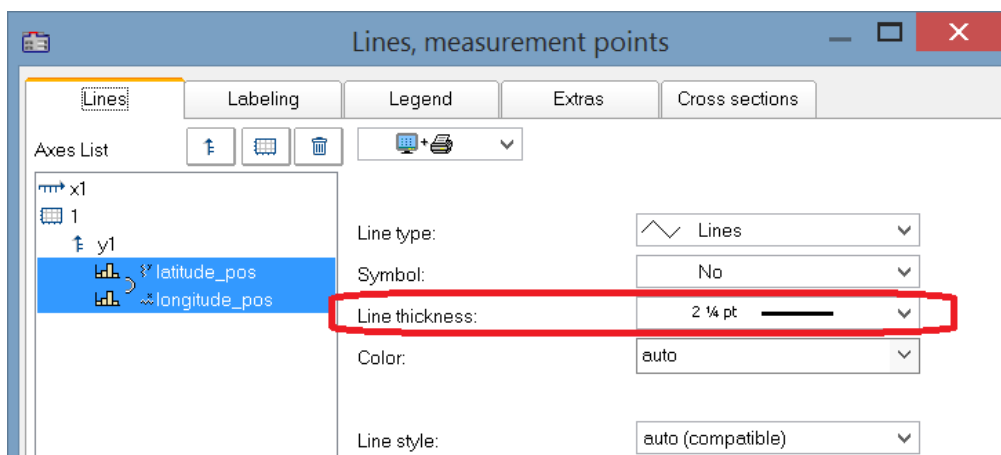 Lines, measurement points
Lines
Labeling
Legend
Extras
Cross sections
Axes List
x1
1
y1
latitude_pos
longitude_pos
Line type:
Lines
Symbol:
No
Line thickness:
2 ¼ pt
Color:
auto
Line style:
auto (compatible)